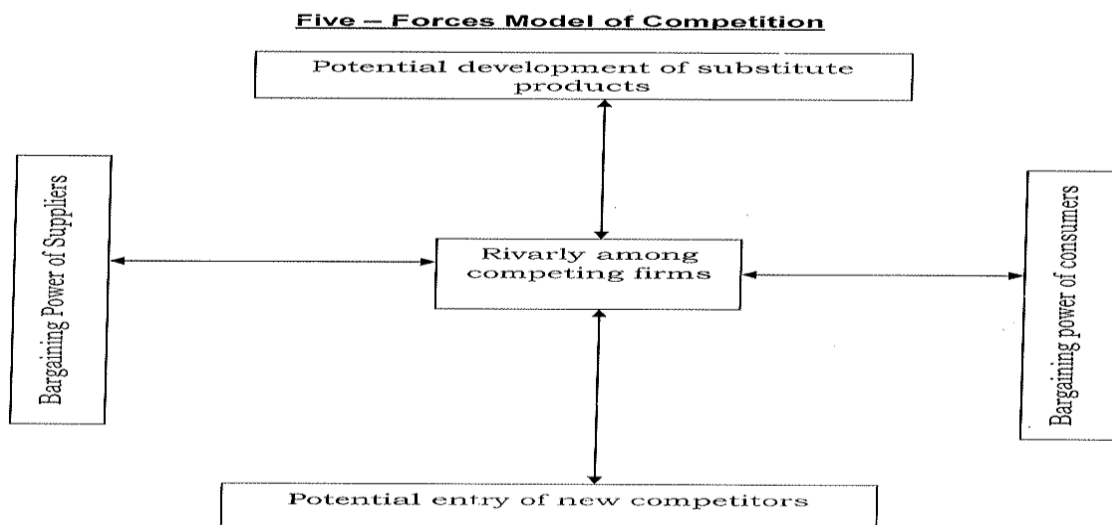 Five – Forces Model of Competition
Potential development of substitute
products
Bargaining Power of Suppliers
Rivarly among
competing firms
Bargaining power of consumers
Potential entry of new competitors